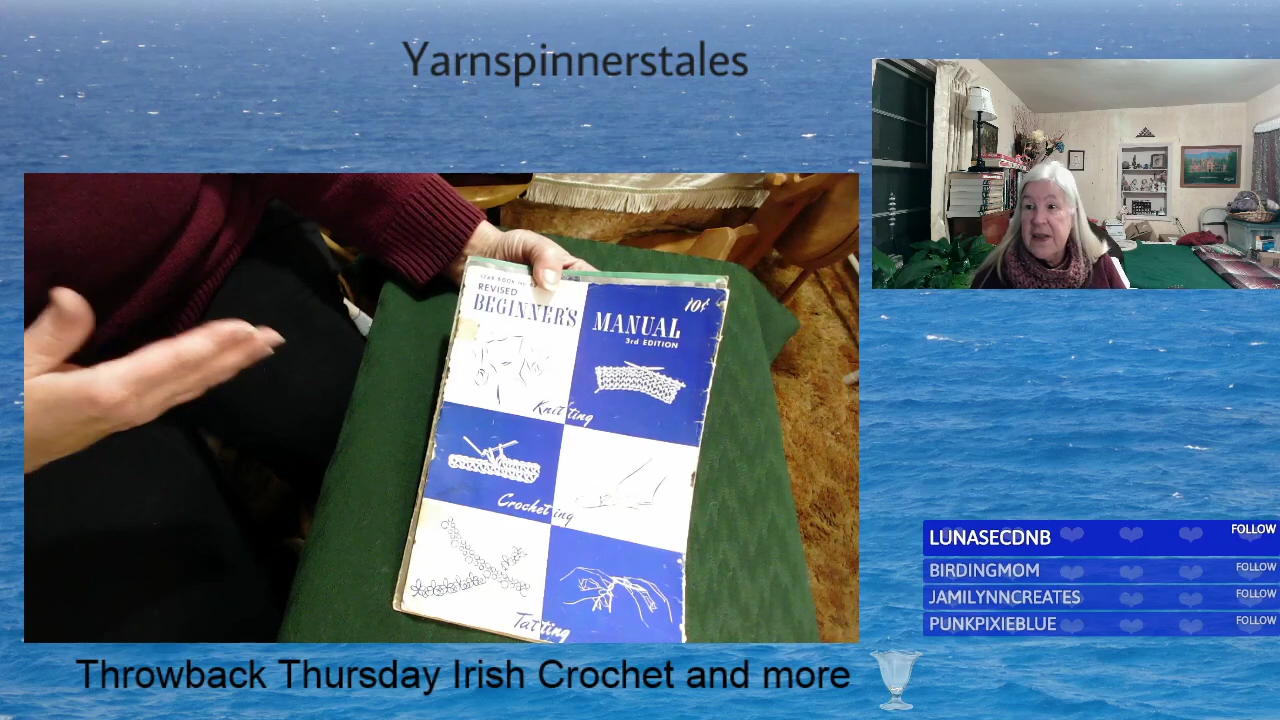 Yarnspinnerstales
REVISED
BEGINNER'S MANUAL
10¢
3rd EDITION
Knitting
Crocheting
Tatting
LUNASECDNB FOLLOW
BIRDINGMOM FOLLOW
JAMILYNNCREATES FOLLOW
PUNKPIXIEBLUE FOLLOW
Throwback Thursday Irish Crochet and more